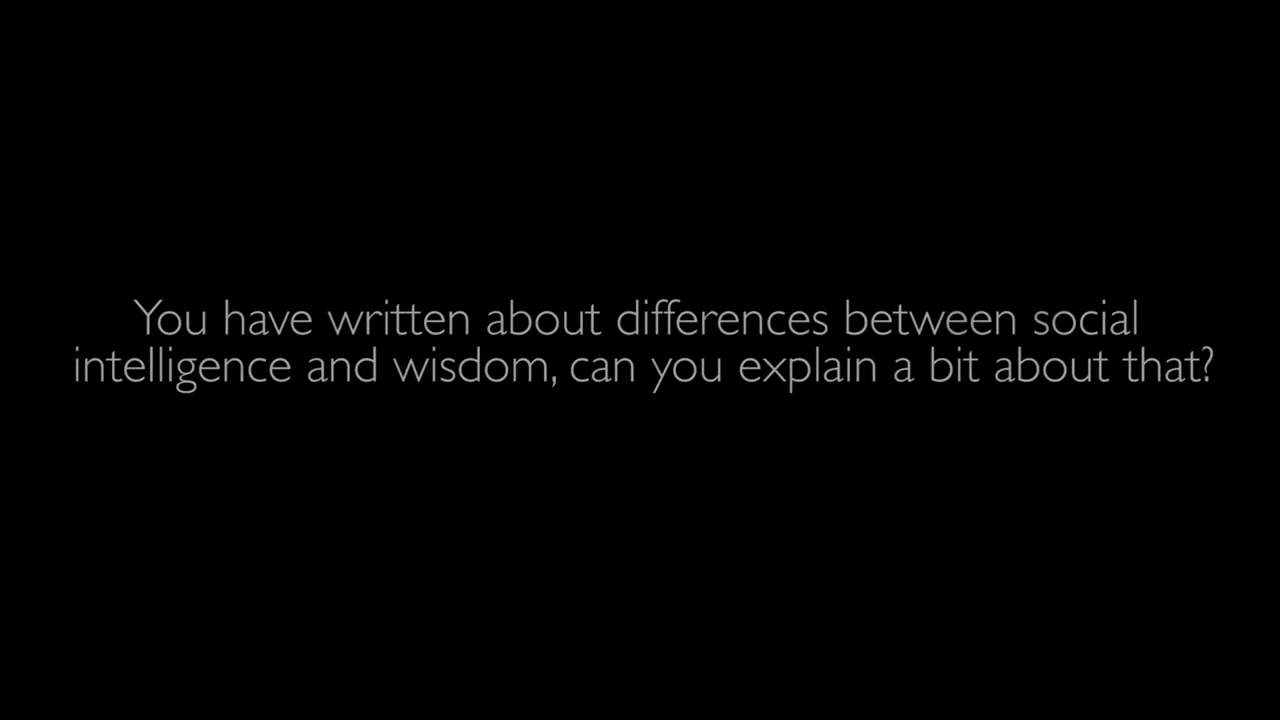 You have written about differences between social
intelligence and wisdom, can you explain a bit about that?